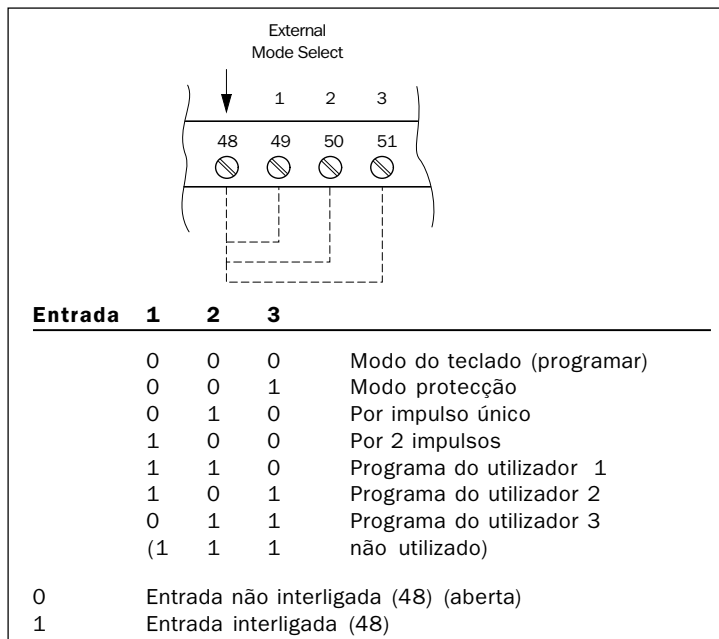 External
Mode Select
1 2 3
48 49 50 51
Entrada 1 2 3
0 0 0 Modo do teclado (programar)
0 0 1 Modo protecção
0 1 0 Por impulso único
1 0 0 Por 2 impulsos
1 1 0 Programa do utilizador 1
1 0 1 Programa do utilizador 2
0 1 1 Programa do utilizador 3
(1 1 1 não utilizado)
0 Entrada não interligada (48) (aberta)
1 Entrada interligada (48)